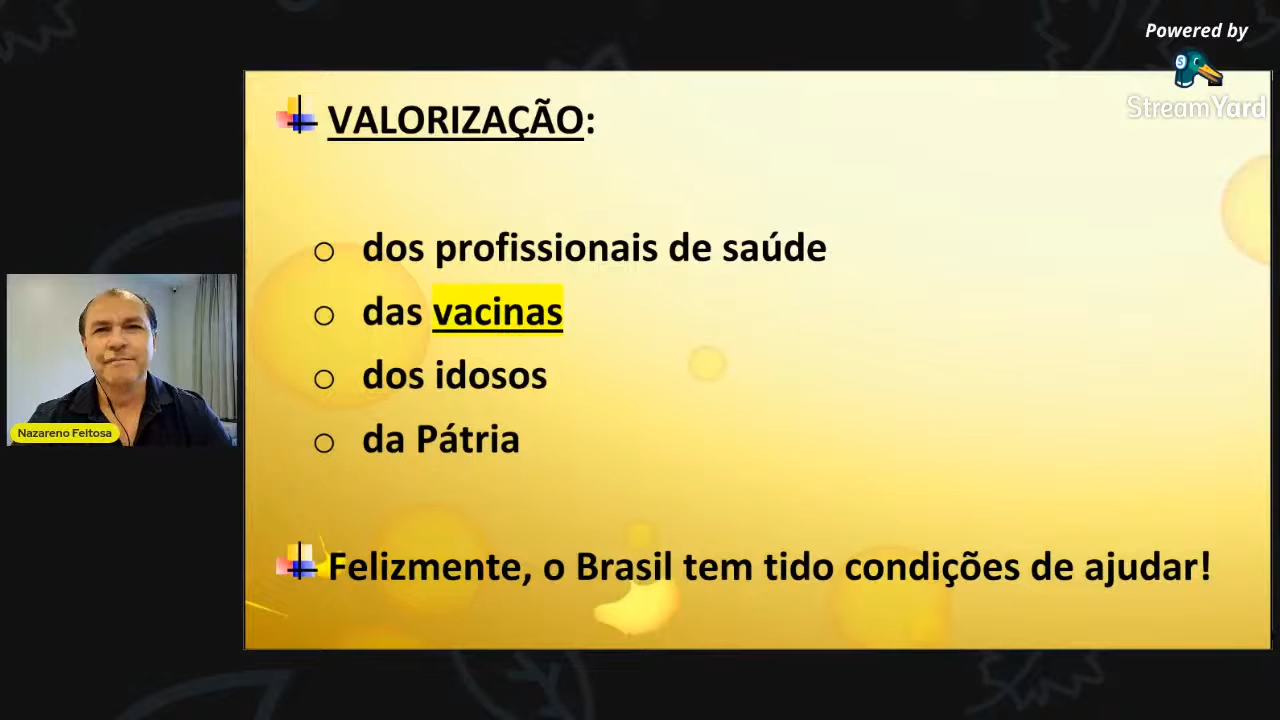 Powered by
StreamYard
VALORIZAÇÃO:
o dos profissionais de saúde
o das vacinas
o dos idosos
o da Pátria
Nazareno Feitosa
Felizmente, o Brasil tem tido condições de ajudar!